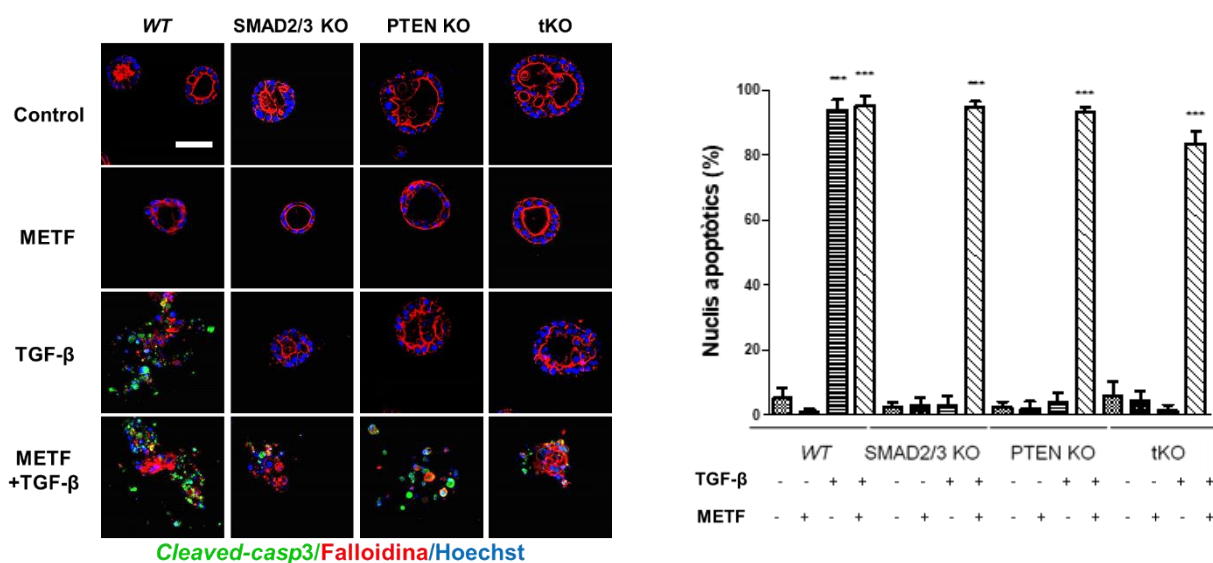 WT SMAD2/3 KO PTEN KO tKO
Control
METF
TGF-β
METF
+TGF-β
Cleaved-casp3/Falloidina/Hoechst
Nuclis apoptòtics (%)
*** *** *** *** ***
100
80
60
40
20
0
WT SMAD2/3 KO PTEN KO tKO
TGF-β - - + + - - + + - - + + - - + +
METF - + - + - + - + - + - + - + - +